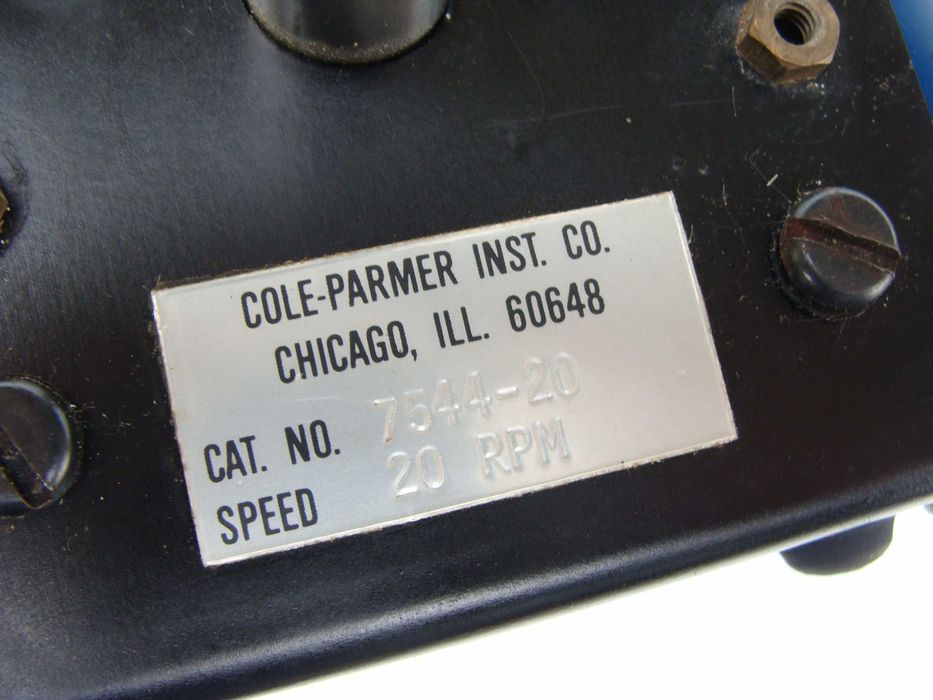 COLE-PARMER INST. CO.
CHICAGO, ILL. 60648
CAT. NO. 7544-20
SPEED 20 RPM